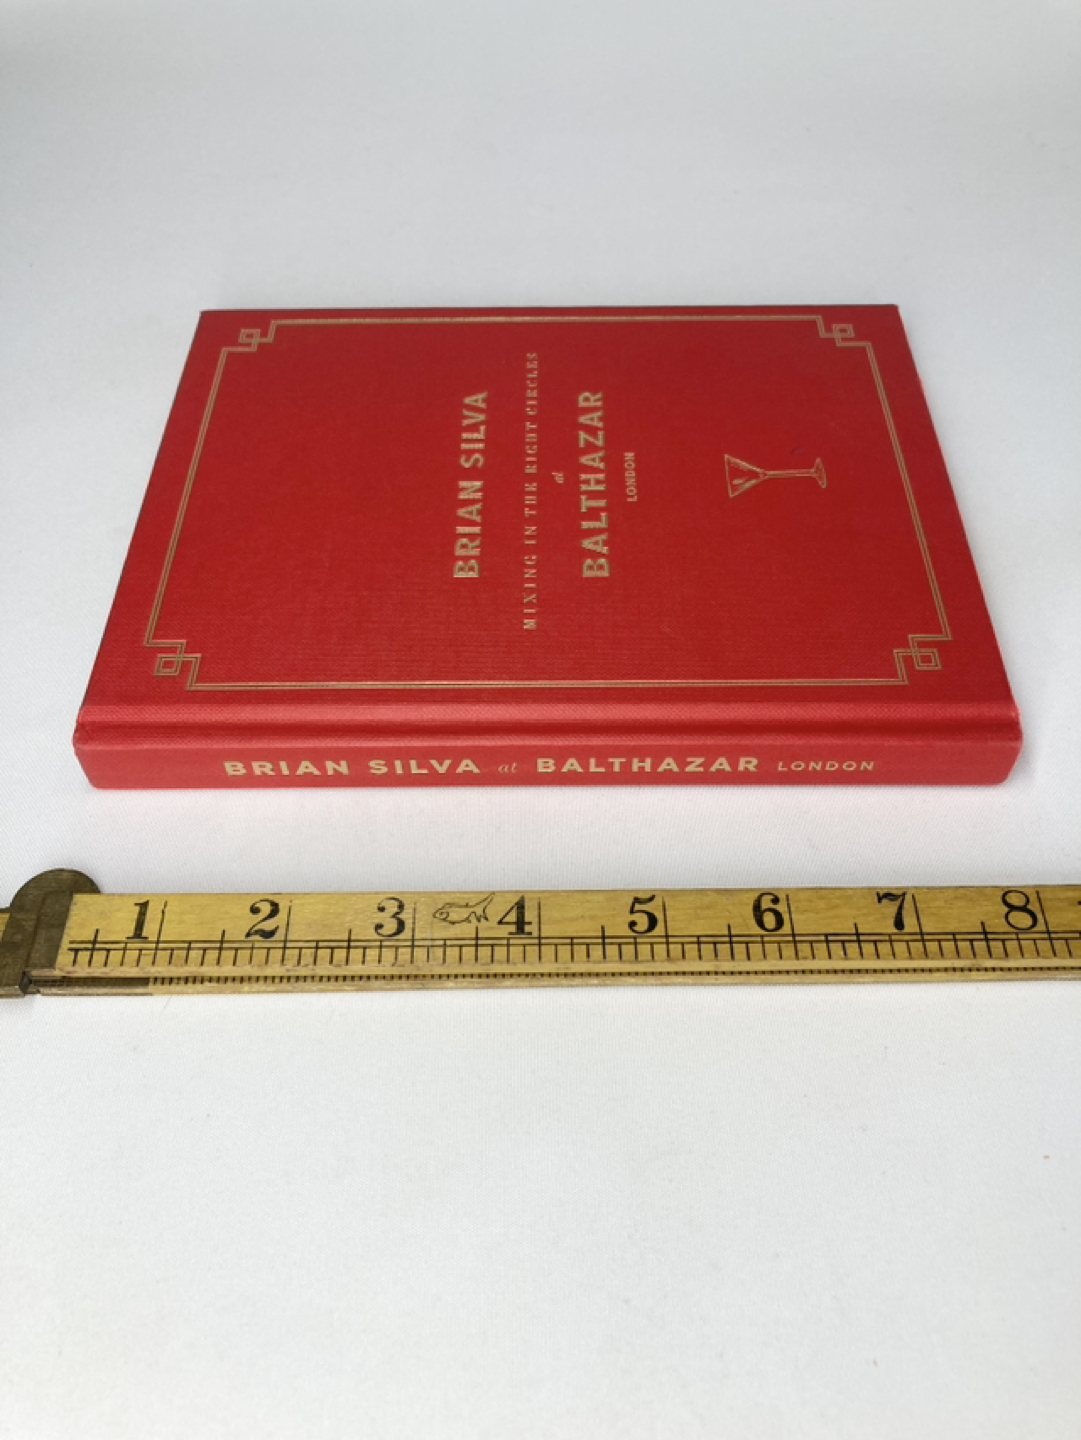 BRIAN SILVA
MIXING IN THE RIGHT CIRCLES
at
BALTHAZAR
LONDON
BRIAN SILVA at BALTHAZAR LONDON
1 2 3 4 5 6 7 8